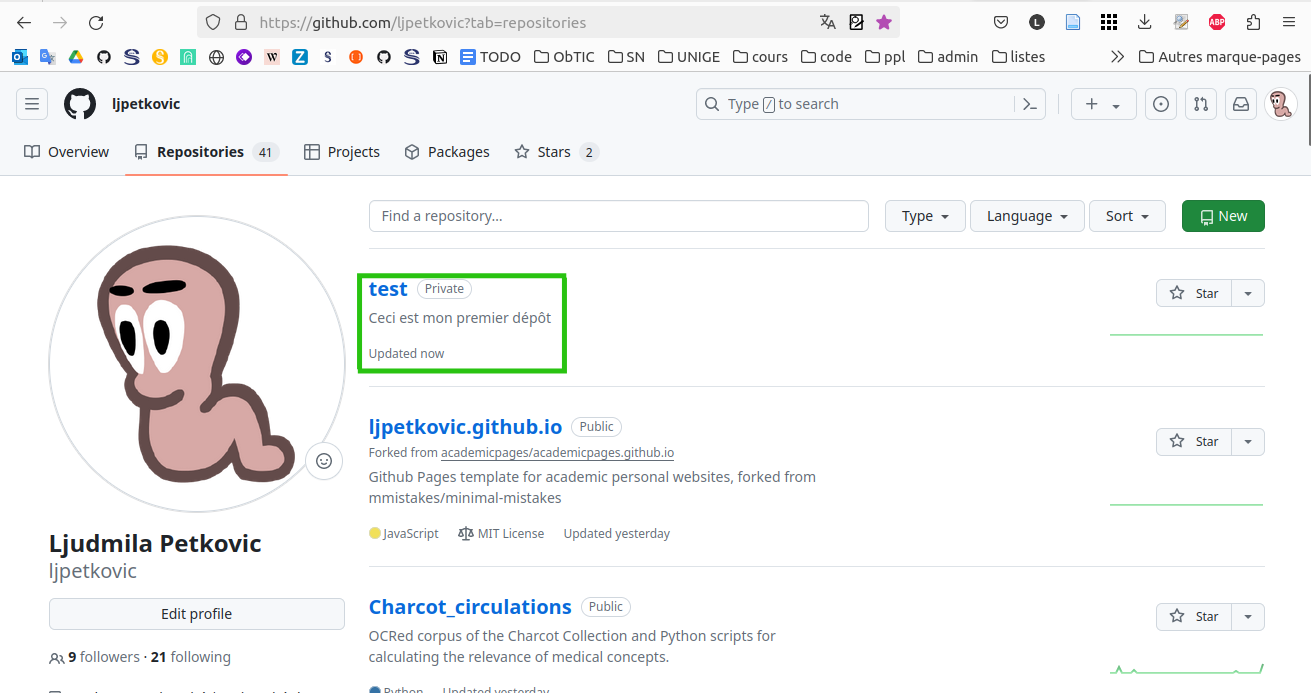 https://github.com/ljpetkovic?tab=repositories
TODO ObTIC SN UNIGE cours code ppl admin listes Autres marque-pages
ljpetkovic
Type / to search
Overview Repositories 41 Projects Packages Stars 2
Find a repository...
Type Language Sort New
test Private
Star
Ceci est mon premier dépôt
Updated now
ljpetkovic.github.io Public
Star
Forked from academicpages/academicpages.github.io
Github Pages template for academic personal websites, forked from
mmistakes/minimal-mistakes
JavaScript MIT License Updated yesterday
Charcot_circulations Public
Star
OCRed corpus of the Charcot Collection and Python scripts for
calculating the relevance of medical concepts.
Python Updated yesterday
Ljudmila Petkovic
ljpetkovic
Edit profile
9 followers · 21 following